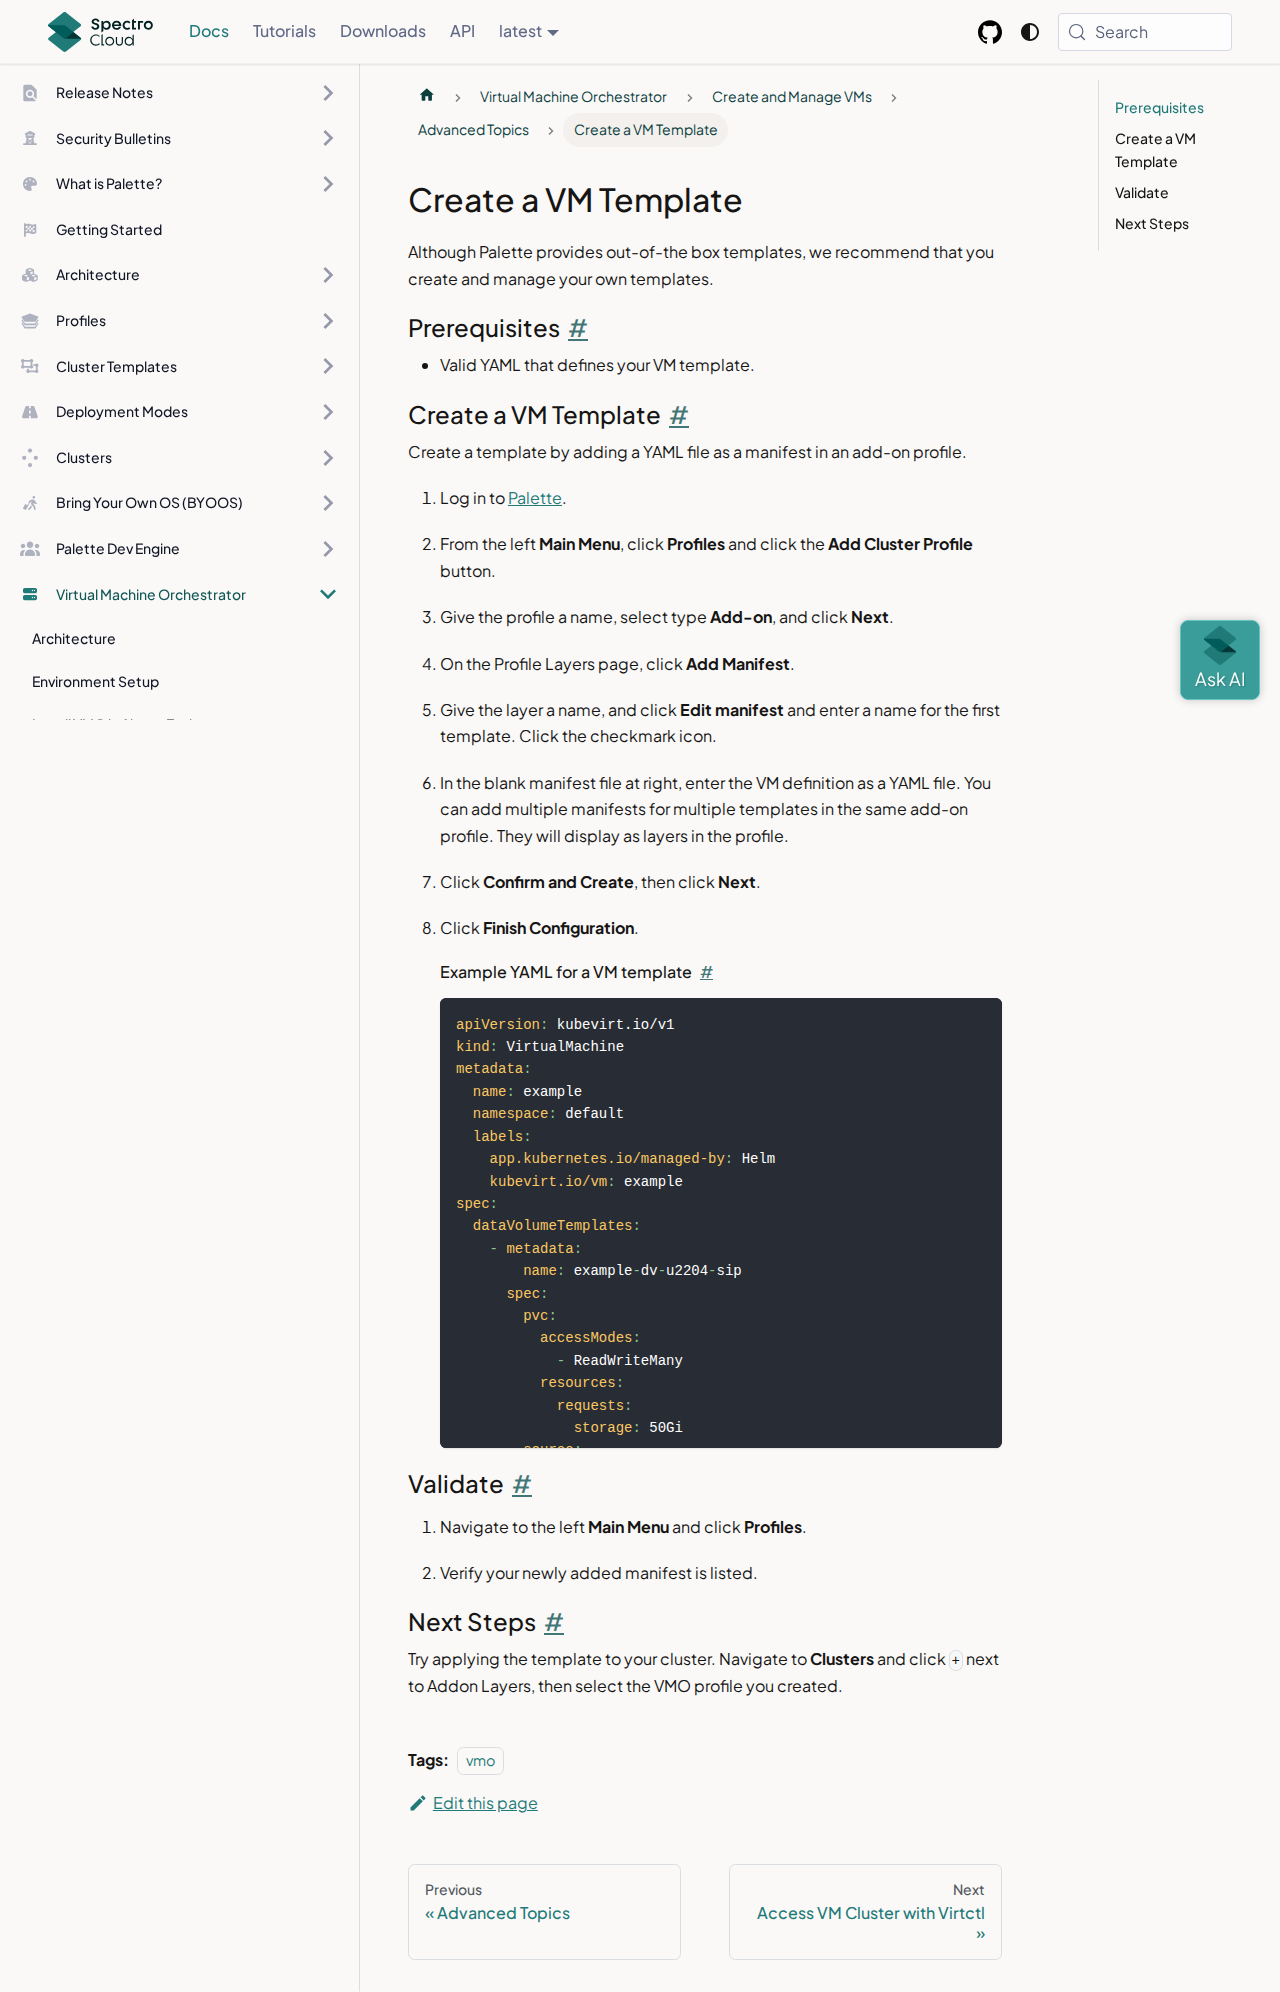 Spectro Cloud
Docs
Tutorials
Downloads
API
latest
Search
Release Notes
Security Bulletins
What is Palette?
Getting Started
Architecture
Profiles
Cluster Templates
Deployment Modes
Clusters
Bring Your Own OS (BYOOS)
Palette Dev Engine
Virtual Machine Orchestrator
Architecture
Environment Setup
Virtual Machine Orchestrator
Create and Manage VMs
Advanced Topics
Create a VM Template
Create a VM Template
Although Palette provides out-of-the box templates, we recommend that you
create and manage your own templates.
Prerequisites #
• Valid YAML that defines your VM template.
Create a VM Template #
Create a template by adding a YAML file as a manifest in an add-on profile.
1. Log in to Palette.
2. From the left Main Menu, click Profiles and click the Add Cluster Profile
button.
3. Give the profile a name, select type Add-on, and click Next.
4. On the Profile Layers page, click Add Manifest.
5. Give the layer a name, and click Edit manifest and enter a name for the first
template. Click the checkmark icon.
6. In the blank manifest file at right, enter the VM definition as a YAML file. You
can add multiple manifests for multiple templates in the same add-on
profile. They will display as layers in the profile.
7. Click Confirm and Create, then click Next.
8. Click Finish Configuration.
Example YAML for a VM template #
apiVersion: kubevirt.io/v1
kind: VirtualMachine
metadata:
  name: example
  namespace: default
  labels:
    app.kubernetes.io/managed-by: Helm
    kubevirt.io/vm: example
spec:
  dataVolumeTemplates:
    - metadata:
        name: example-dv-u2204-sip
      spec:
        pvc:
          accessModes:
            - ReadWriteMany
          resources:
            requests:
              storage: 50Gi
        source:
Validate #
1. Navigate to the left Main Menu and click Profiles.
2. Verify your newly added manifest is listed.
Next Steps #
Try applying the template to your cluster. Navigate to Clusters and click + next
to Addon Layers, then select the VMO profile you created.
Tags: vmo
Edit this page
Previous
« Advanced Topics
Next
Access VM Cluster with Virtctl
»
Prerequisites
Create a VM
Template
Validate
Next Steps
Ask AI